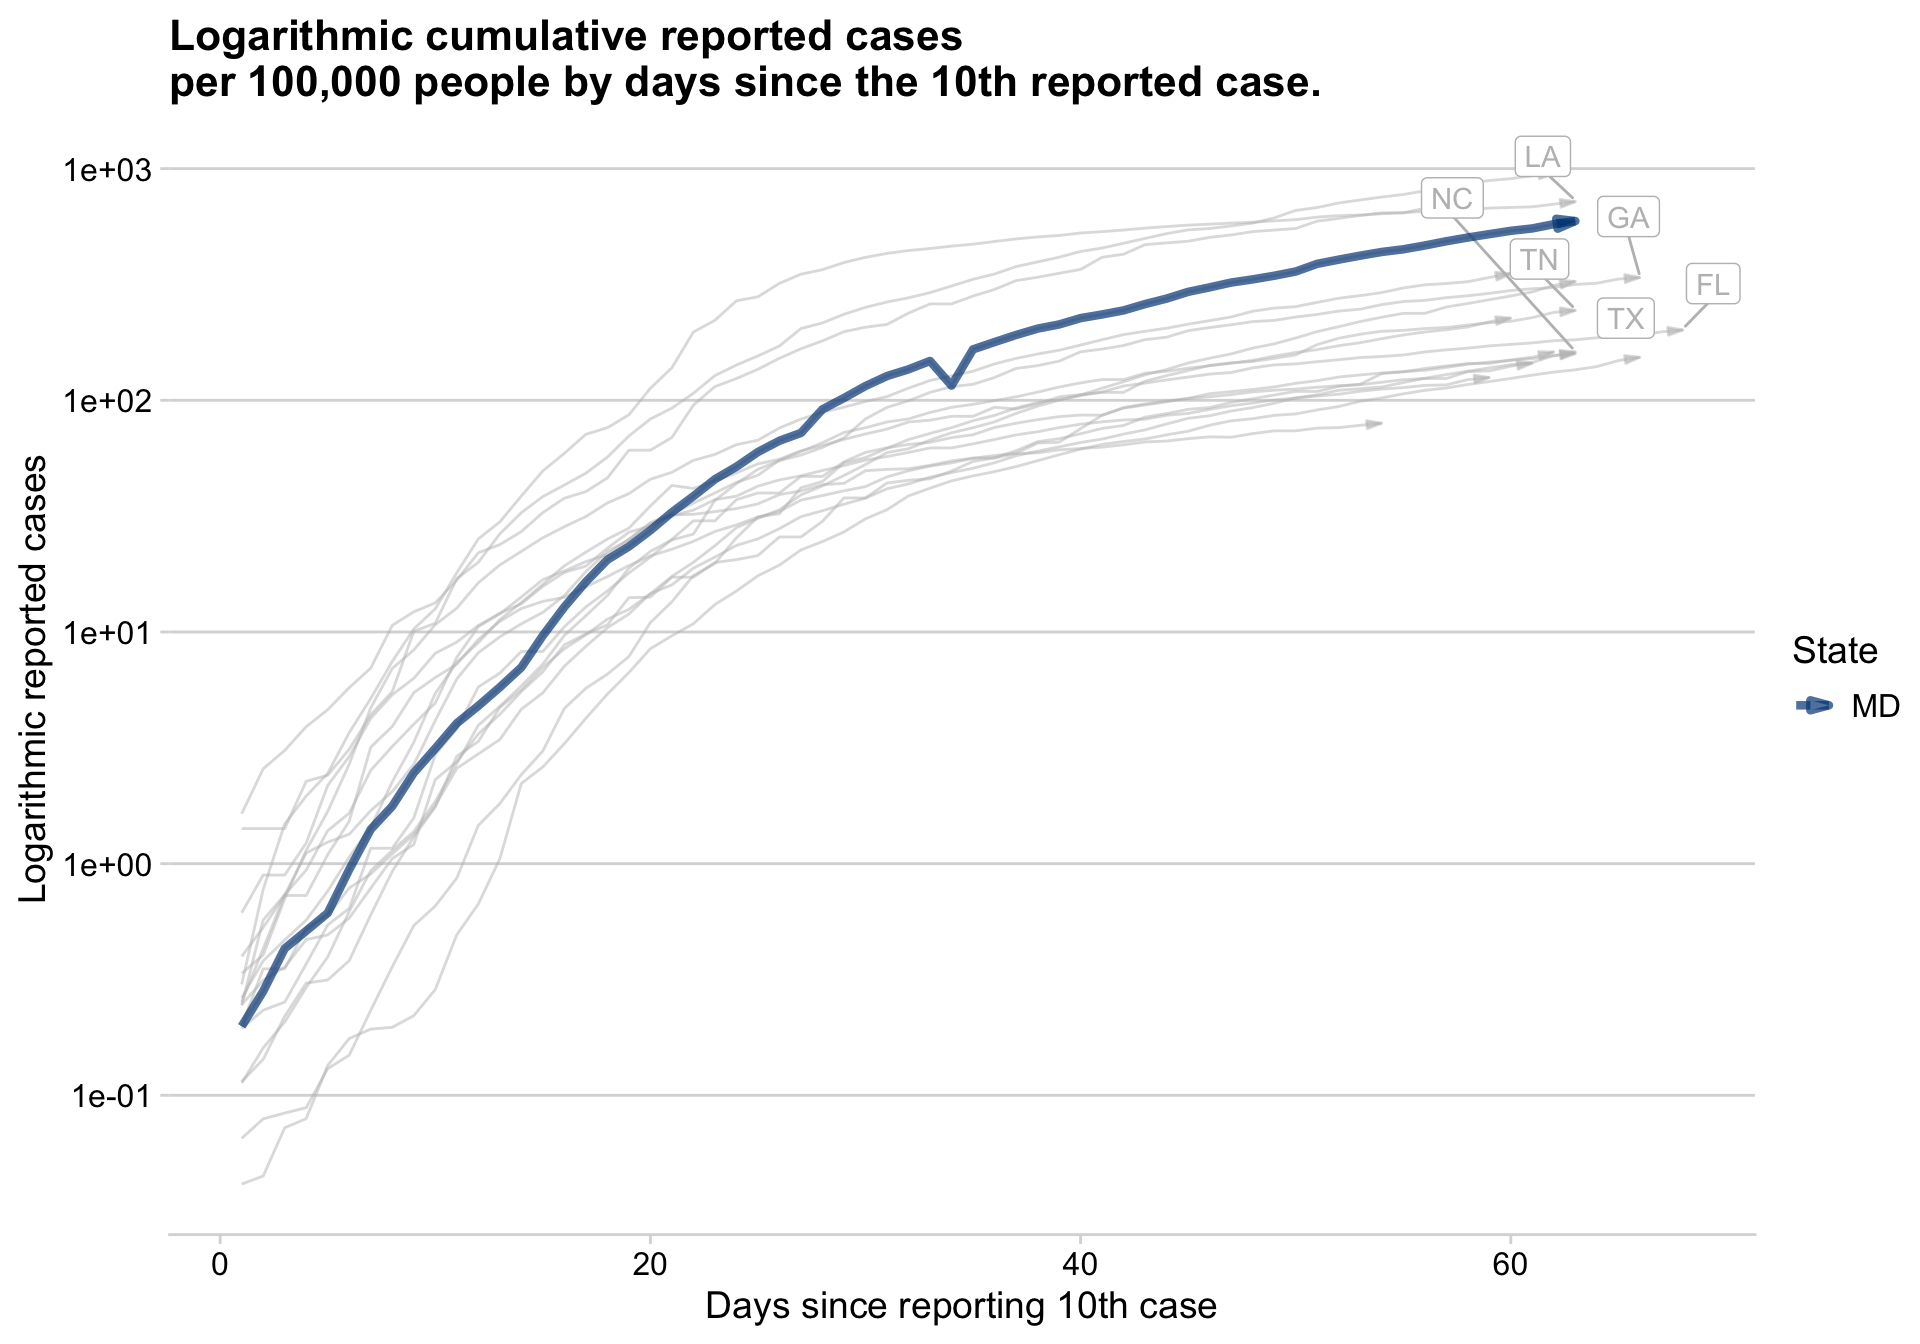 Logarithmic cumulative reported cases
per 100,000 people by days since the 10th reported case.
Logarithmic reported cases
1e+03
1e+02
1e+01
1e+00
1e-01
LA
NC
GA
TN
FL
TX
State
MD
0
20
40
60
Days since reporting 10th case